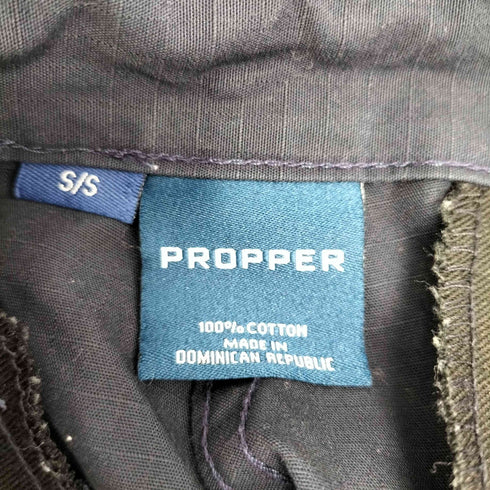 S/S
PROPPER
100% COTTON
MADE IN
DOMINICAN REPUBLIC